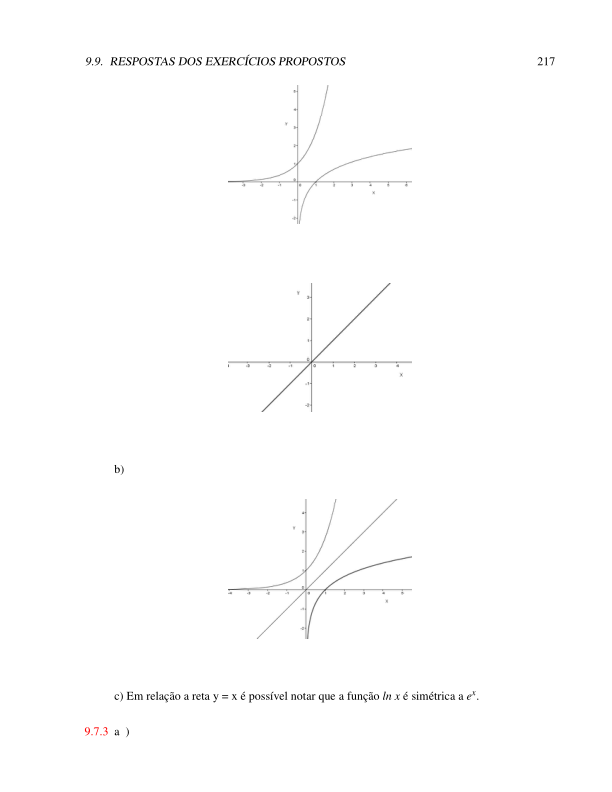 9.9. RESPOSTAS DOS EXERCÍCIOS PROPOSTOS 217
b)
c) Em relação a reta y = x é possível notar que a função ln x é simétrica a eˣ.
9.7.3 a )